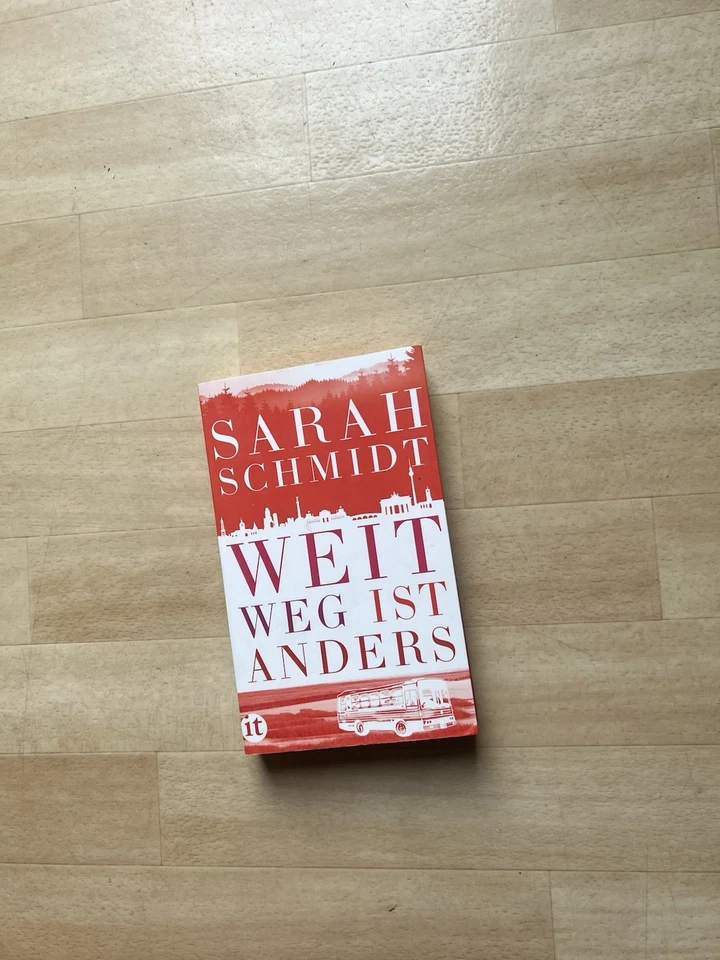 SARAH
SCHMIDT
WEIT
WEG IST
ANDERS
it